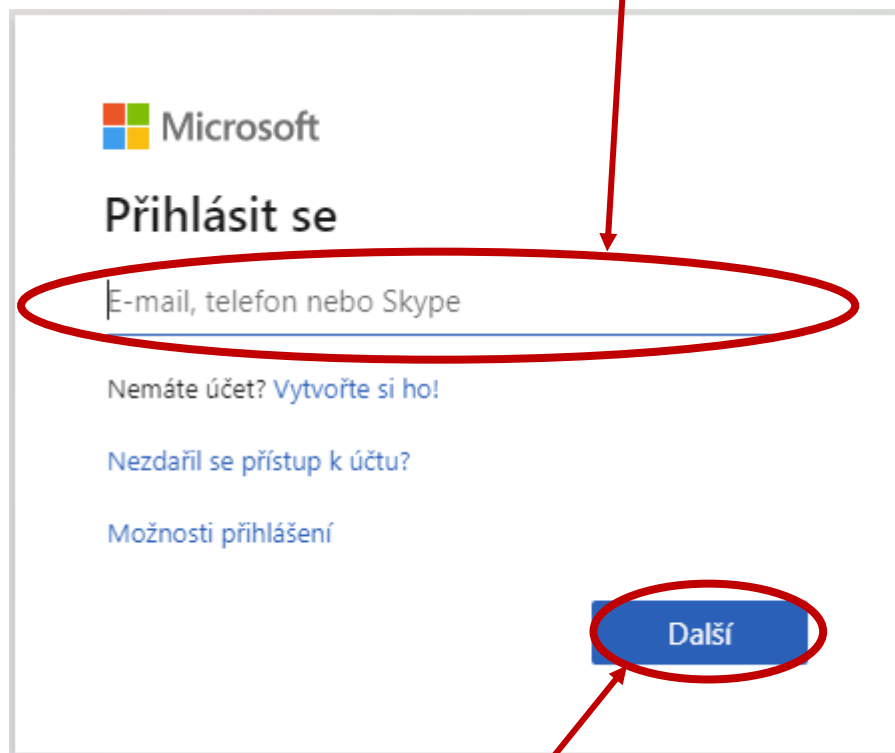 Microsoft
Přihlásit se
E-mail, telefon nebo Skype
Nemáte účet? Vytvořte si ho!
Nezdařil se přístup k účtu?
Možnosti přihlášení
Další